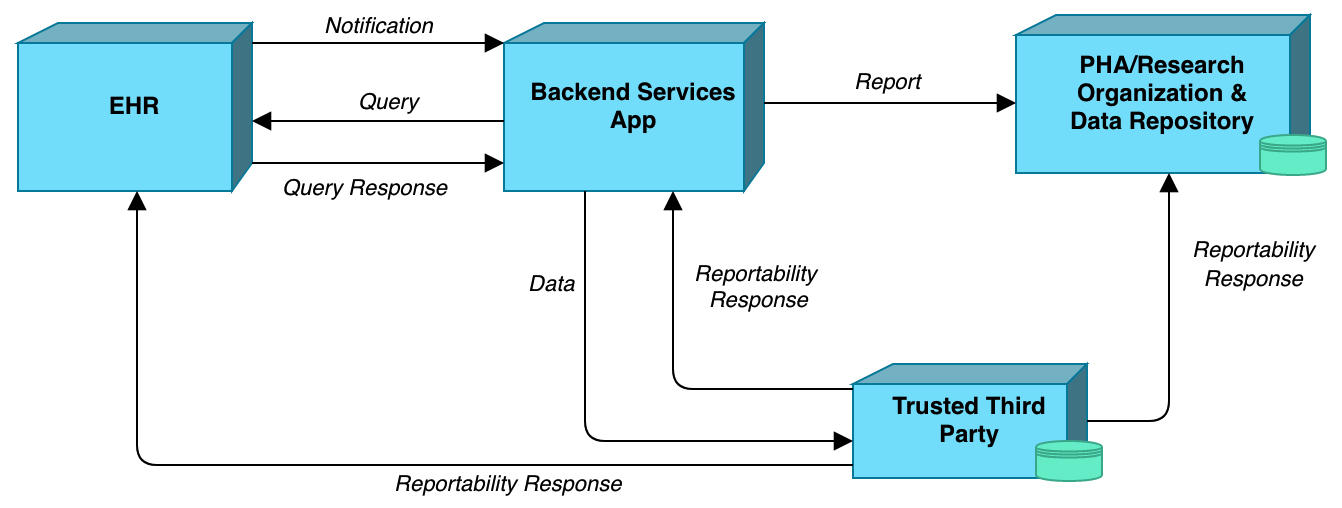 Notification
EHR
Query
Query Response
Backend Services
App
Report
PHA/Research
Organization &
Data Repository
Data
Reportability
Response
Reportability
Response
Trusted Third
Party
Reportability Response